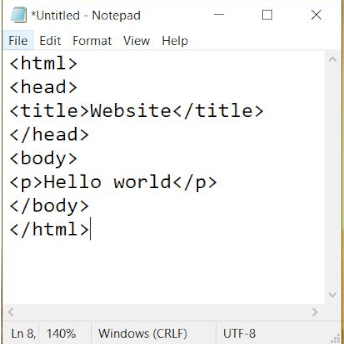 *Untitled - Notepad
File Edit Format View Help
<html>
<head>
<title>Website</title>
</head>
<body>
<p>Hello world</p>
</body>
</html>
Ln 8, 140% Windows (CRLF) UTF-8